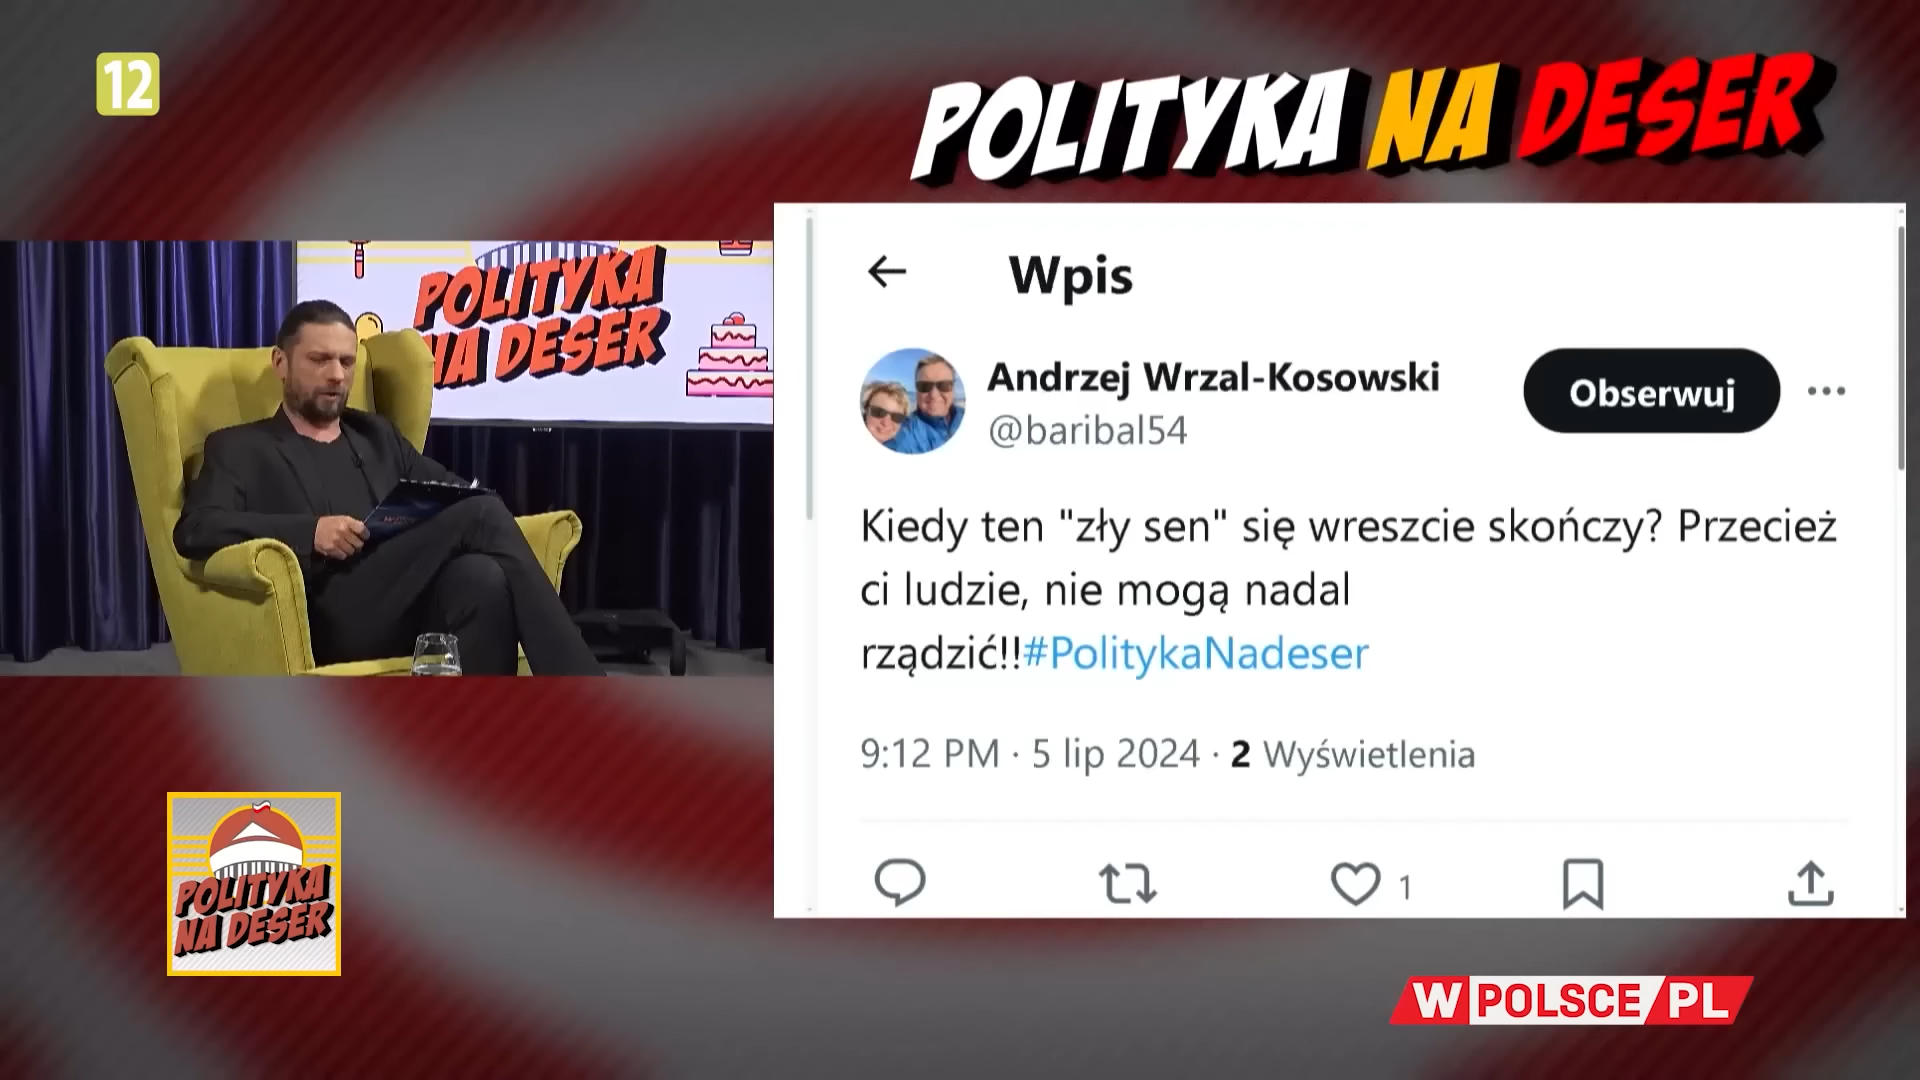 12
POLITYKA NA DESER
POLITYKA
NA DESER
Wpis
Andrzej Wrzal-Kosowski
@baribal54
Obserwuj
Kiedy ten "zły sen" się wreszcie skończy? Przecież
ci ludzie, nie mogą nadal
rządzić!!#PolitykaNadeser
9:12 PM · 5 lip 2024 · 2 Wyświetlenia
1
POLITYKA
NA DESER
W POLSCE/PL